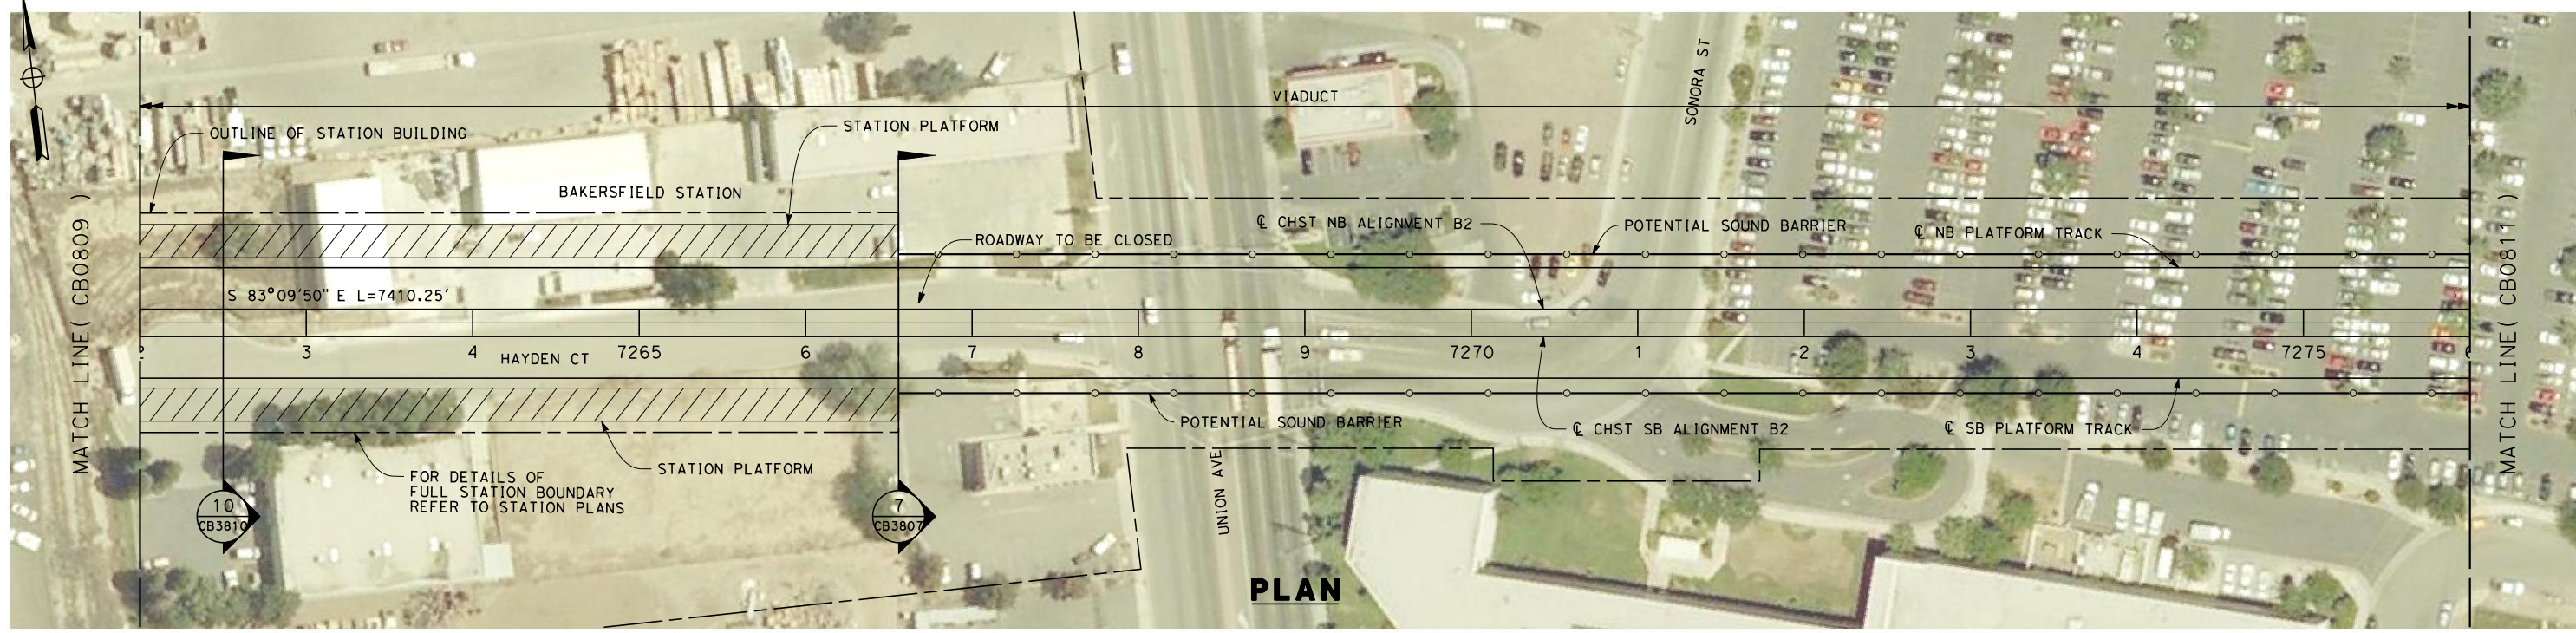 VIADUCT
SONORA ST
OUTLINE OF STATION BUILDING
STATION PLATFORM
BAKERSFIELD STATION
MATCH LINE( CB0809 )
MATCH LINE( CB0811 )
℄ CHST NB ALIGNMENT B2
POTENTIAL SOUND BARRIER
℄ NB PLATFORM TRACK
ROADWAY TO BE CLOSED
S 83°09'50" E L=7410.25'
3 4 7265 6 7 8 9 7270 1 2 3 4 7275
HAYDEN CT
POTENTIAL SOUND BARRIER
℄ CHST SB ALIGNMENT B2
℄ SB PLATFORM TRACK
STATION PLATFORM
FOR DETAILS OF
FULL STATION BOUNDARY
REFER TO STATION PLANS
UNION AVE
10
CB3810
7
CB3807
PLAN